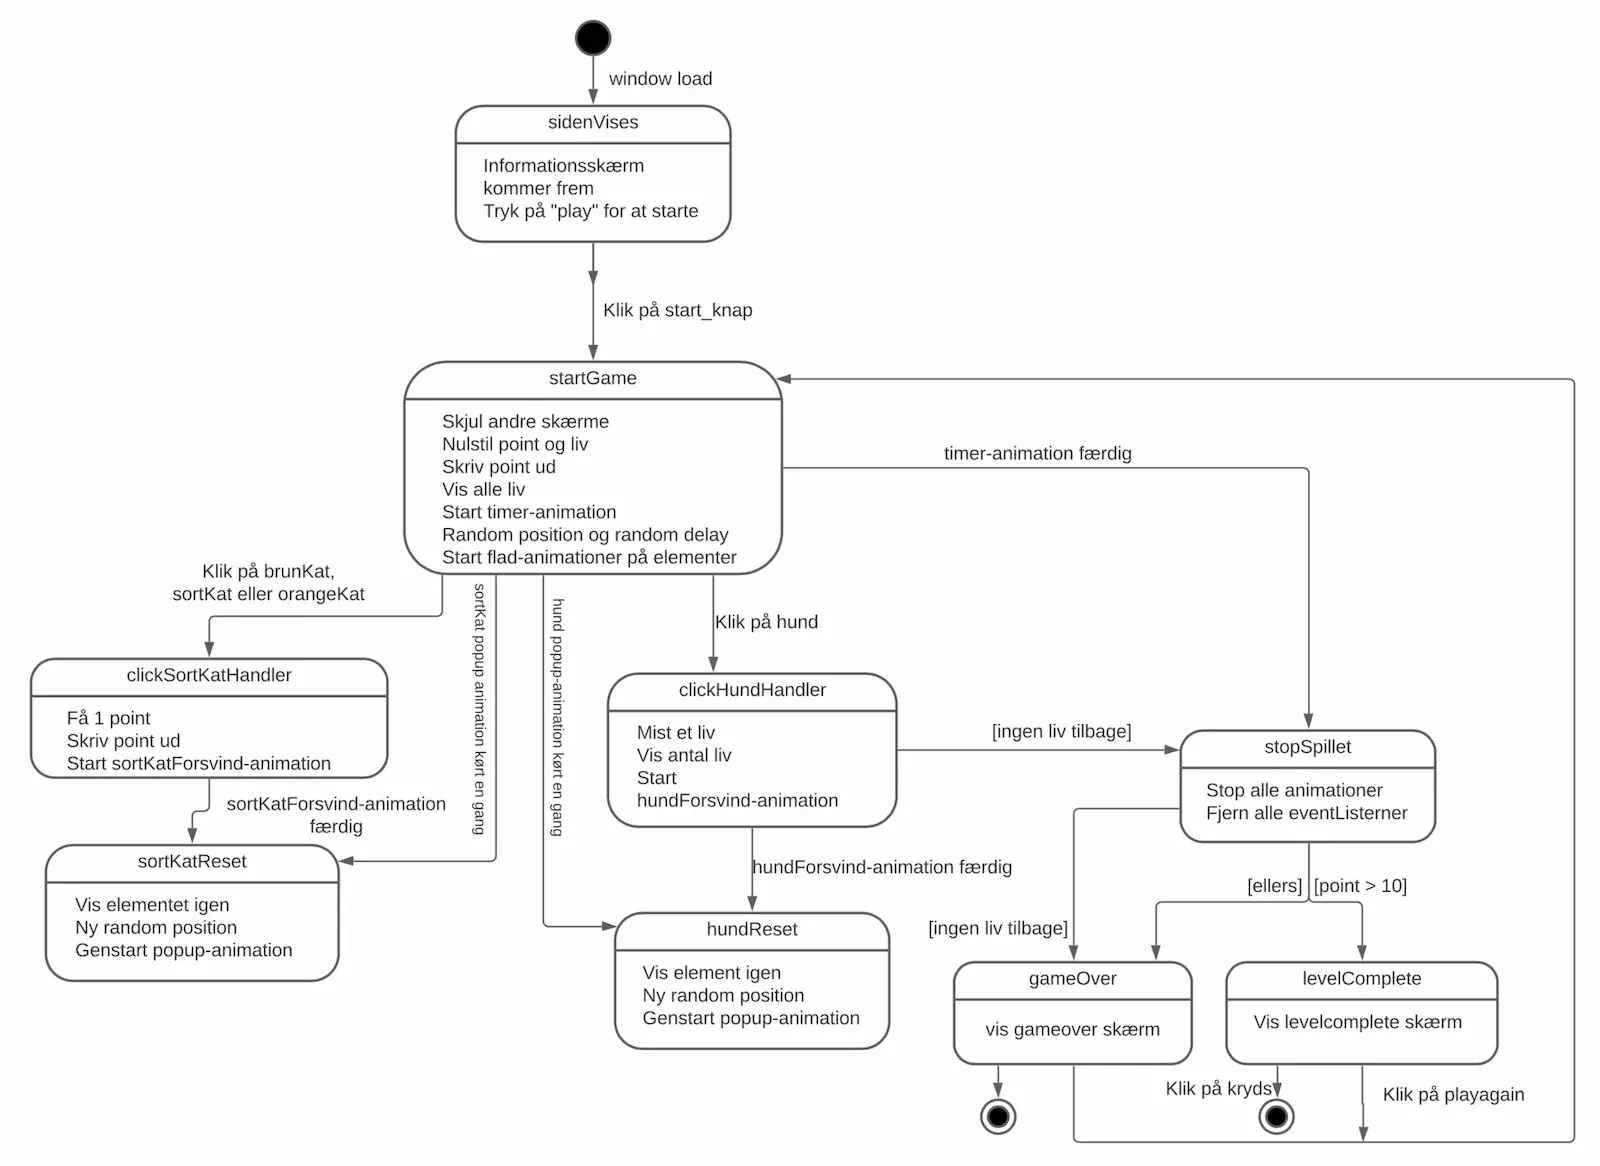 window load
sidenVises
Informationsskærm
kommer frem
Tryk på "play" for at starte
Klik på start_knap
startGame
Skjul andre skærme
Nulstil point og liv
Skriv point ud
Vis alle liv
Start timer-animation
Random position og random delay
Start flad-animationer på elementer
timer-animation færdig
Klik på brunKat,
sortKat eller orangeKat
sortKat popup animation kørt en gang
hund popup-animation kørt en gang
Klik på hund
clickSortKatHandler
Få 1 point
Skriv point ud
Start sortKatForsvind-animation
clickHundHandler
Mist et liv
Vis antal liv
Start
hundForsvind-animation
[ingen liv tilbage]
stopSpillet
Stop alle animationer
Fjern alle eventListerner
sortKatForsvind-animation
færdig
sortKatReset
Vis elementet igen
Ny random position
Genstart popup-animation
hundForsvind-animation færdig
hundReset
Vis element igen
Ny random position
Genstart popup-animation
[ellers]
[point > 10]
[ingen liv tilbage]
gameOver
vis gameover skærm
levelComplete
Vis levelcomplete skærm
Klik på kryds
Klik på playagain